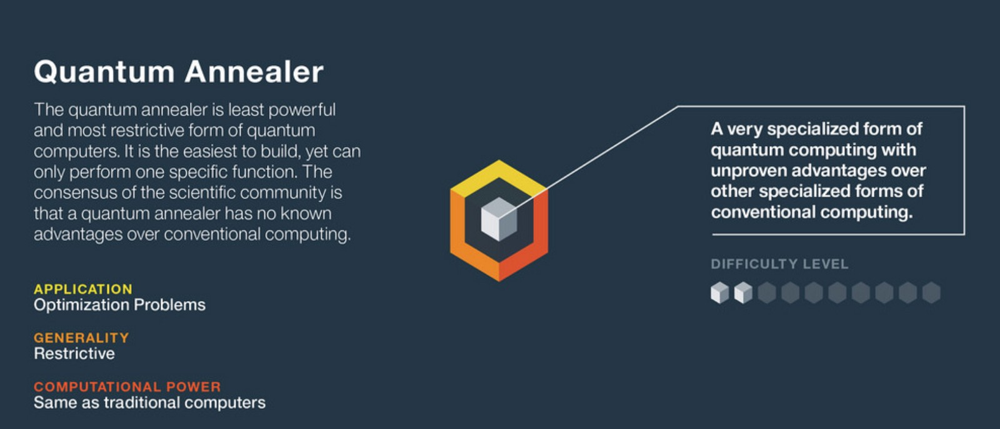 Quantum Annealer
The quantum annealer is least powerful
and most restrictive form of quantum
computers. It is the easiest to build, yet can
only perform one specific function. The
consensus of the scientific community is
that a quantum annealer has no known
advantages over conventional computing.
APPLICATION
Optimization Problems
GENERALITY
Restrictive
COMPUTATIONAL POWER
Same as traditional computers
A very specialized form of
quantum computing with
unproven advantages over
other specialized forms of
conventional computing.
DIFFICULTY LEVEL